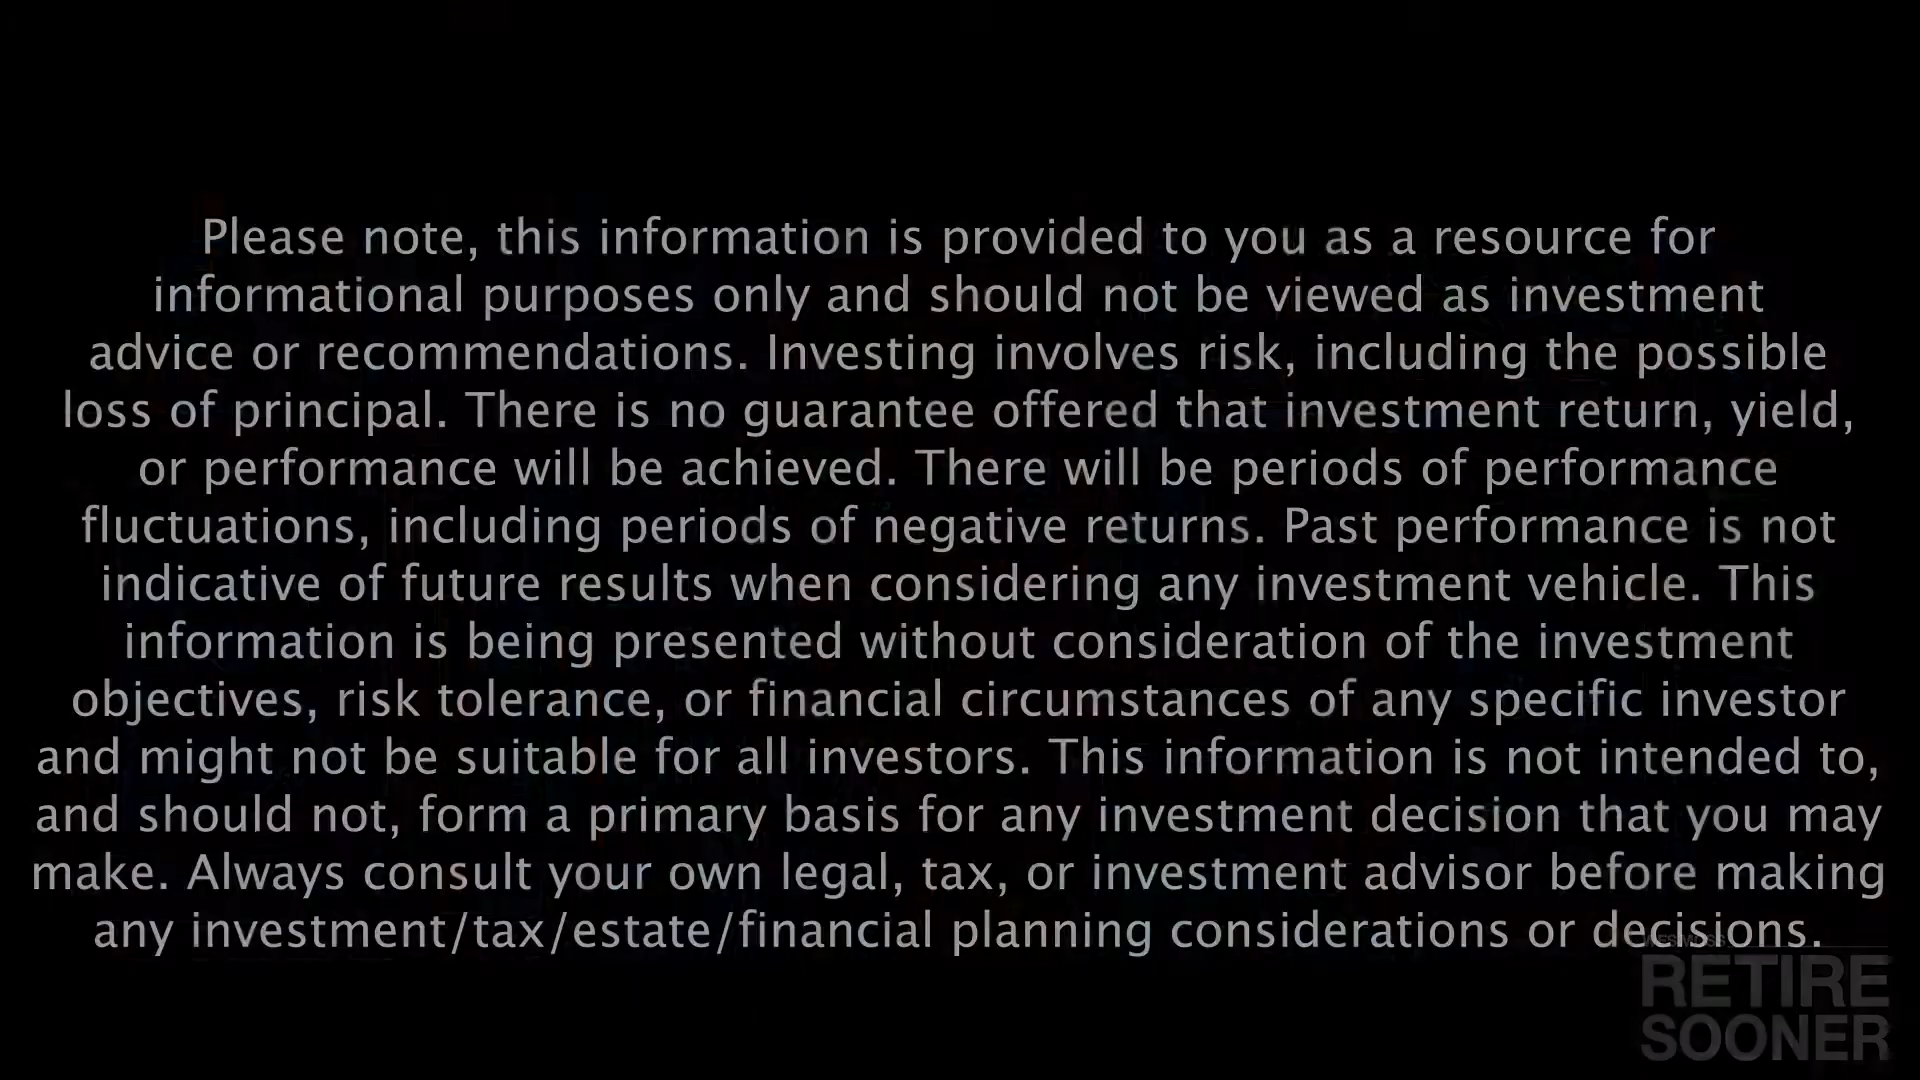 Please note, this information is provided to you as a resource for
informational purposes only and should not be viewed as investment
advice or recommendations. Investing involves risk, including the possible
loss of principal. There is no guarantee offered that investment return, yield,
or performance will be achieved. There will be periods of performance
fluctuations, including periods of negative returns. Past performance is not
indicative of future results when considering any investment vehicle. This
information is being presented without consideration of the investment
objectives, risk tolerance, or financial circumstances of any specific investor
and might not be suitable for all investors. This information is not intended to,
and should not, form a primary basis for any investment decision that you may
make. Always consult your own legal, tax, or investment advisor before making
any investment/tax/estate/financial planning considerations or decisions.
WES MOSS
RETIRE
SOONER